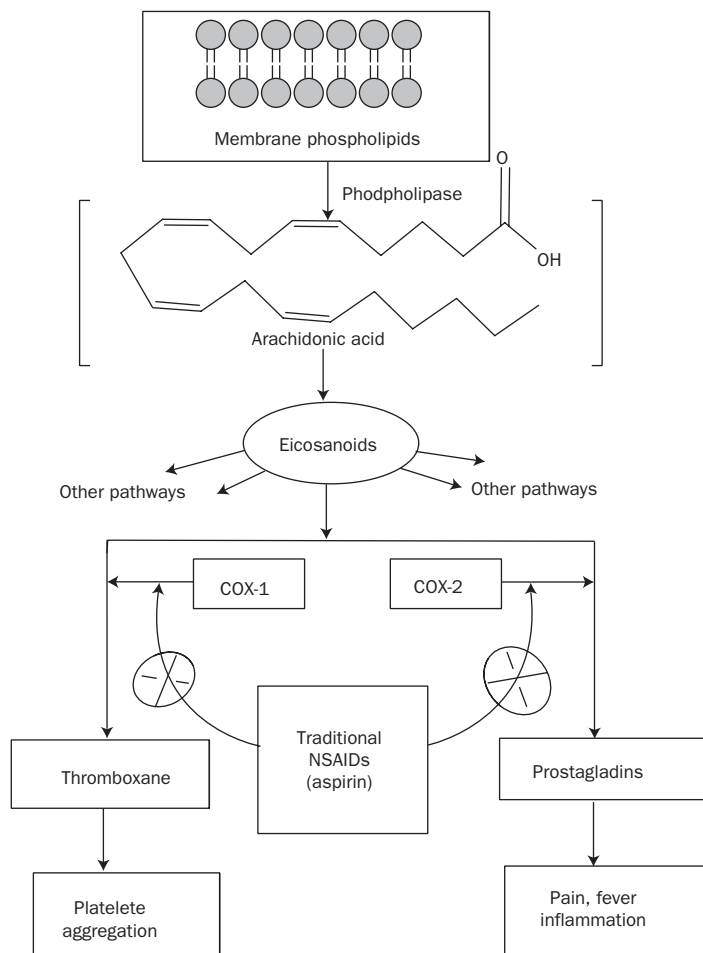 Membrane phospholipids
Phodpholipase
O
OH
Arachidonic acid
Eicosanoids
Other pathways
Other pathways
COX-1
COX-2
Traditional
NSAIDs
(aspirin)
Thromboxane
Prostagladins
Platelete
aggregation
Pain, fever
inflammation